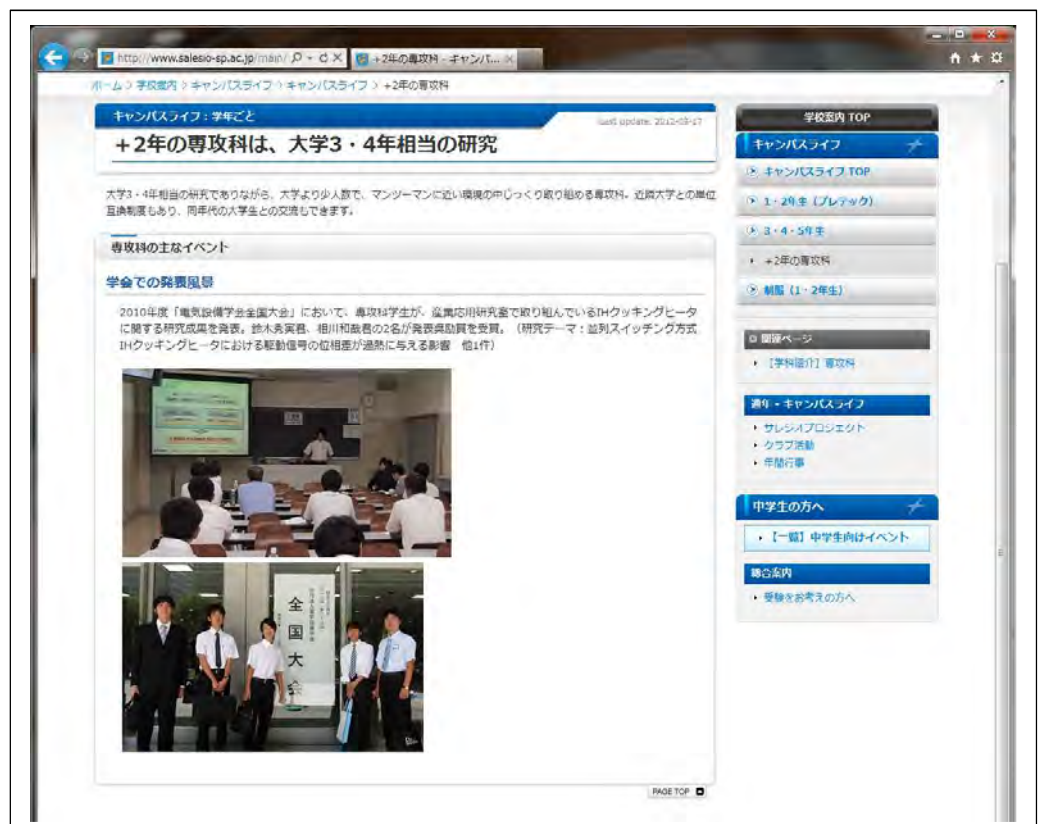 http://www.salesio-sp.ac.jp/main/
+2年の専攻科 - キャンパ...
ホーム > 学校案内 > キャンパスライフ > キャンパスライフ > +2年の専攻科
キャンパスライフ：学年ごと
Last update: 2012-03-17
+2年の専攻科は、大学3・4年相当の研究
大学3・4年相当の研究でありながら、大学より少人数で、マンツーマンに近い環境の中じっくり取り組める専攻科。近隣大学との単位
互換制度もあり、同年代の大学生との交流もできます。
専攻科の主なイベント
学会での発表風景
2010年度「電気設備学会全国大会」において、専攻科学生が、産業応用研究室で取り組んでいるIHクッキングヒータ
に関する研究成果を発表。鈴木勇実君、相川和哉君の2名が発表奨励賞を受賞。（研究テーマ：並列スイッチング方式
IHクッキングヒータにおける駆動信号の位相差が過熱に与える影響　他1件）
全国大会
PAGE TOP
学校案内 TOP
キャンパスライフ
キャンパスライフ TOP
1・2年生（プレテック）
3・4・5年生
+2年の専攻科
制服（1・2年生）
関連ページ
【学科紹介】専攻科
通年 - キャンパスライフ
サレジオプロジェクト
クラブ活動
年間行事
中学生の方へ
【一覧】中学生向けイベント
総合案内
受験をお考えの方へ